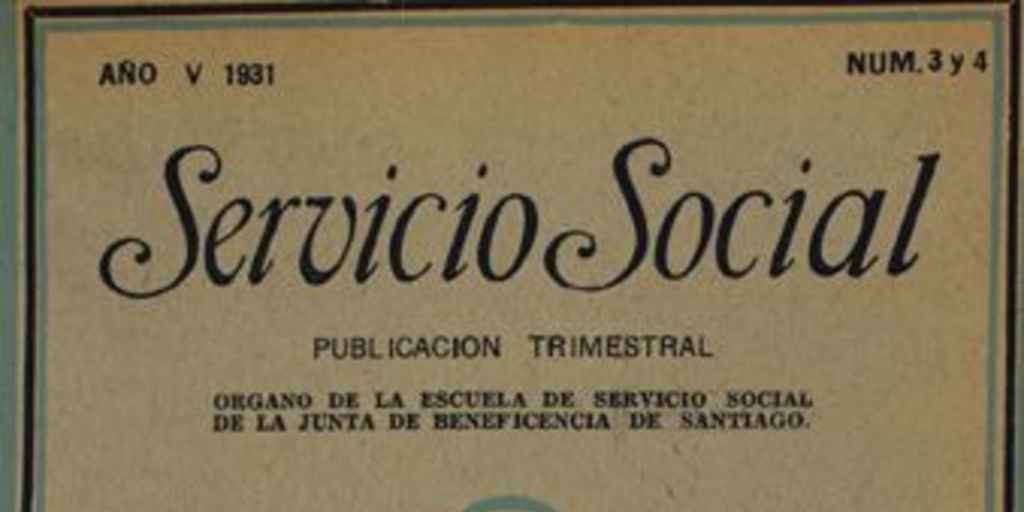 AÑO V 1931
NUM. 3 y 4
Servicio Social
PUBLICACION TRIMESTRAL
ORGANO DE LA ESCUELA DE SERVICIO SOCIAL
DE LA JUNTA DE BENEFICENCIA DE SANTIAGO.